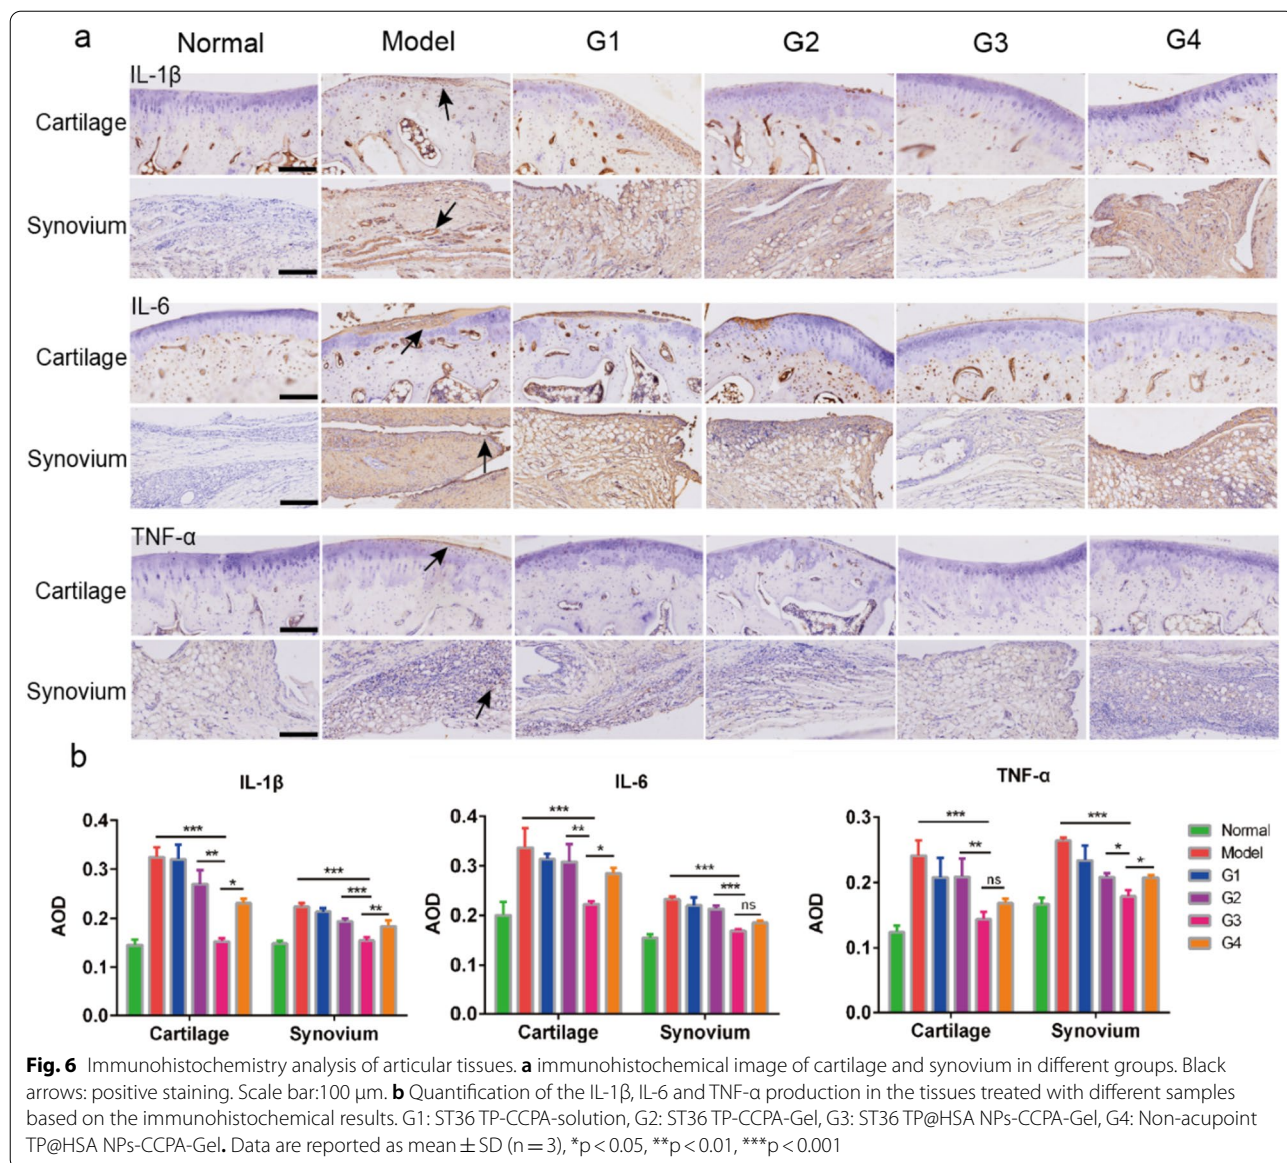 a
Normal Model G1 G2 G3 G4
IL-1β
Cartilage
Synovium
IL-6
Cartilage
Synovium
TNF-α
Cartilage
Synovium
b
IL-1β
AOD
0.4
0.3
0.2
0.1
0.0
***
**
*
***
***
**
Cartilage Synovium
IL-6
AOD
0.4
0.3
0.2
0.1
0.0
***
**
*
***
***
ns
Cartilage Synovium
TNF-α
AOD
0.3
0.2
0.1
0.0
***
**
ns
***
*
*
Cartilage Synovium
Normal
Model
G1
G2
G3
G4
Fig. 6 Immunohistochemistry analysis of articular tissues. a immunohistochemical image of cartilage and synovium in different groups. Black
arrows: positive staining. Scale bar:100 μm. b Quantification of the IL-1β, IL-6 and TNF-α production in the tissues treated with different samples
based on the immunohistochemical results. G1: ST36 TP-CCPA-solution, G2: ST36 TP-CCPA-Gel, G3: ST36 TP@HSA NPs-CCPA-Gel, G4: Non-acupoint
TP@HSA NPs-CCPA-Gel. Data are reported as mean ± SD (n = 3), *p < 0.05, **p < 0.01, ***p < 0.001